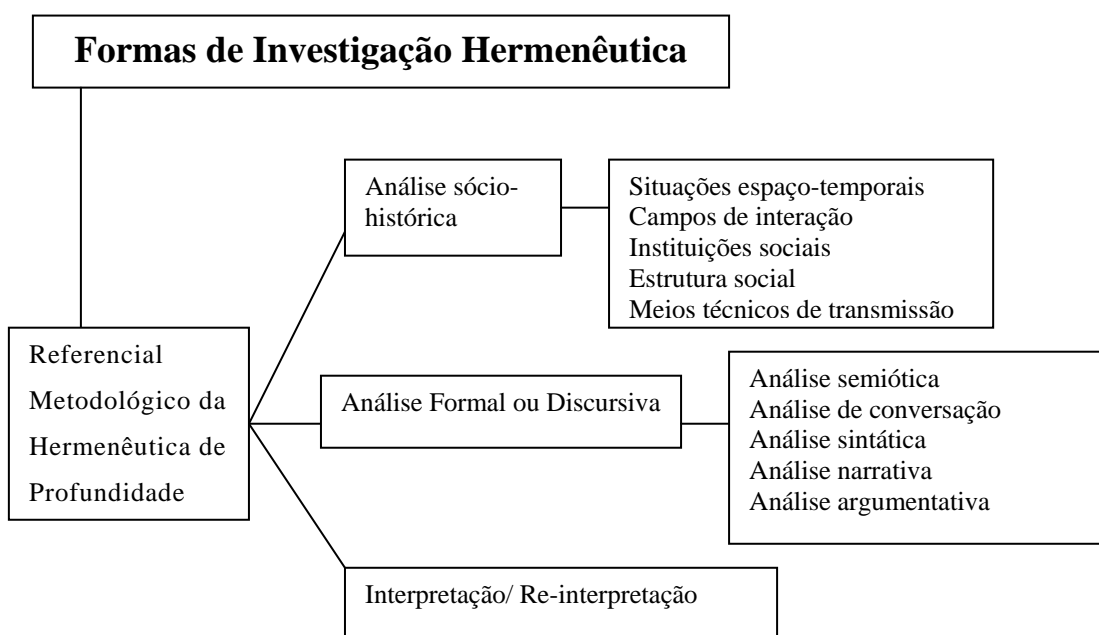 Formas de Investigação Hermenêutica
Análise sócio-
histórica
Situações espaço-temporais
Campos de interação
Instituições sociais
Estrutura social
Meios técnicos de transmissão
Referencial
Metodológico da
Hermenêutica de
Profundidade
Análise Formal ou Discursiva
Análise semiótica
Análise de conversação
Análise sintática
Análise narrativa
Análise argumentativa
Interpretação/ Re-interpretação